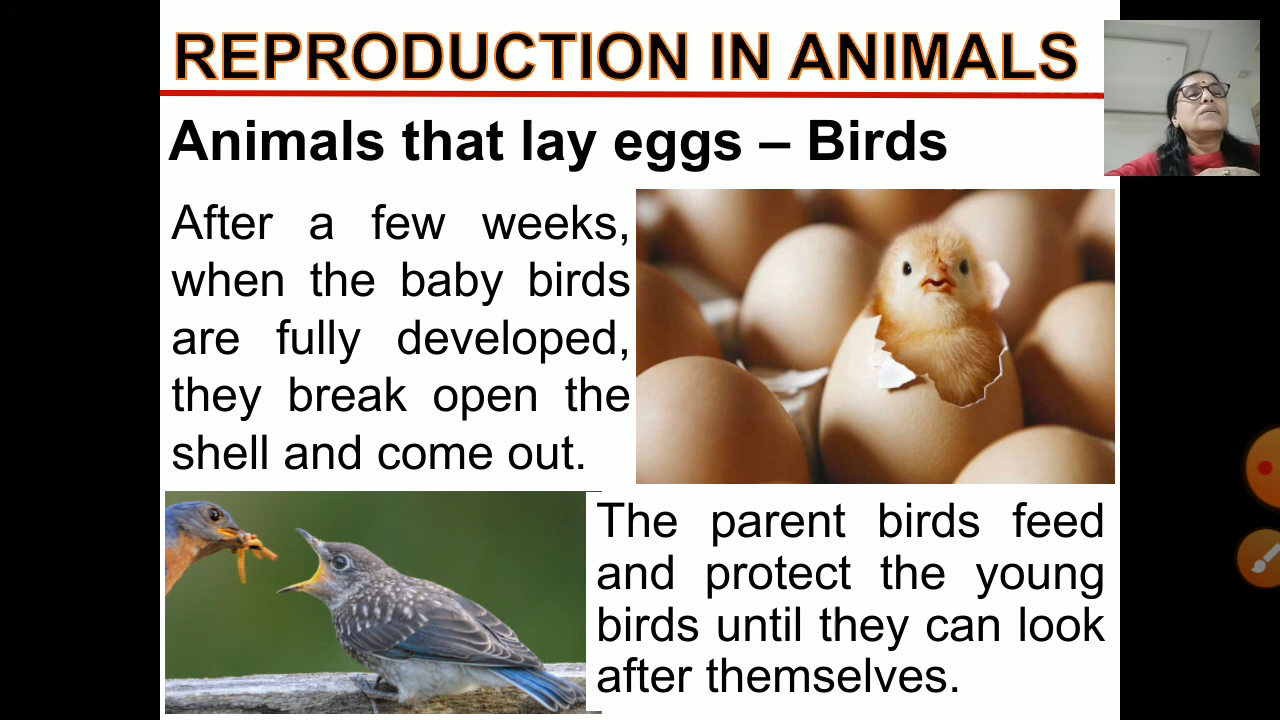 REPRODUCTION IN ANIMALS
Animals that lay eggs – Birds
After a few weeks,
when the baby birds
are fully developed,
they break open the
shell and come out.
The parent birds feed
and protect the young
birds until they can look
after themselves.